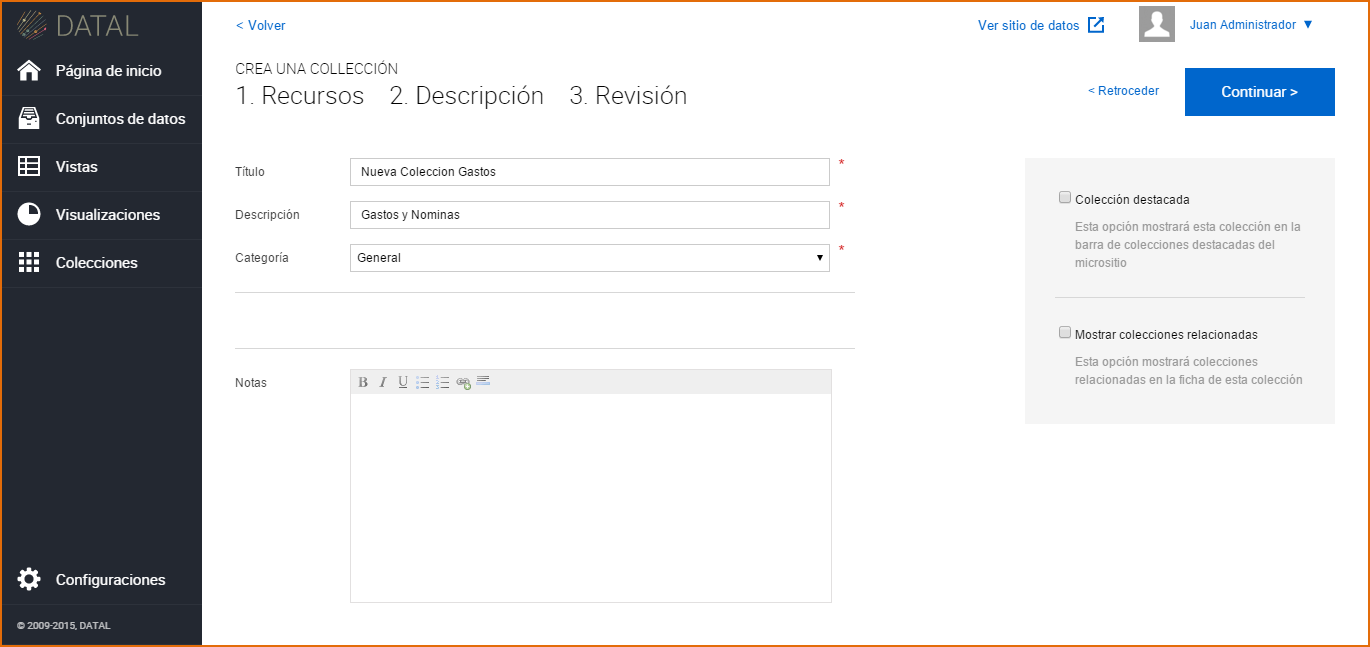 DATAL
Página de inicio
Conjuntos de datos
Vistas
Visualizaciones
Colecciones
Configuraciones
© 2009-2015, DATAL
< Volver
Ver sitio de datos
Juan Administrador ▼
CREA UNA COLLECCIÓN
1. Recursos 2. Descripción 3. Revisión
< Retroceder
Continuar >
Título
Nueva Coleccion Gastos
*
Descripción
Gastos y Nominas
*
Categoría
General
*
Notas
B I U
Colección destacada
Esta opción mostrará esta colección en la
barra de colecciones destacadas del
micrositio
Mostrar colecciones relacionadas
Esta opción mostrará colecciones
relacionadas en la ficha de esta colección